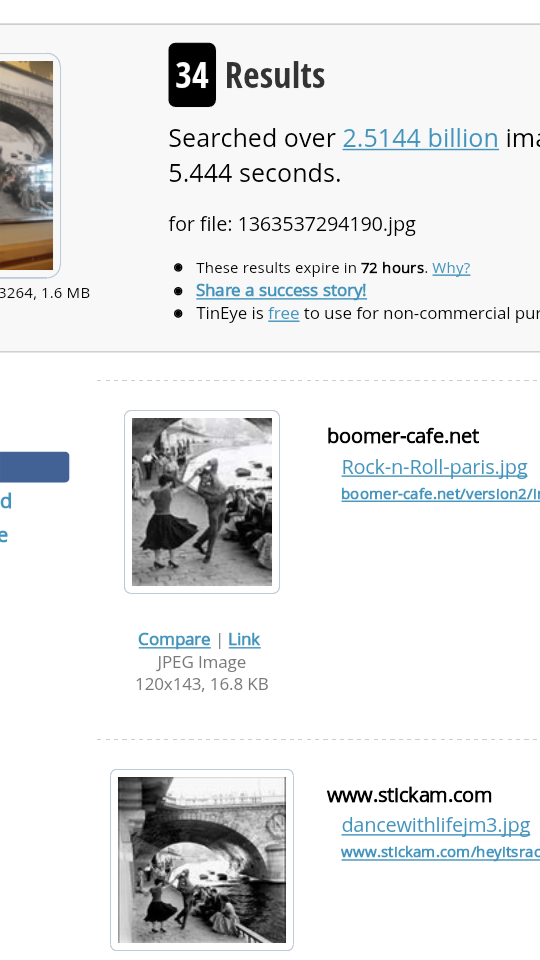 34 Results
Searched over 2.5144 billion
5.444 seconds.
for file: 1363537294190.jpg
These results expire in 72 hours. Why?
3264, 1.6 MB
Share a success story!
TinEye is free to use for non-commercial
boomer-cafe.net
Rock-n-Roll-paris.jpg
boomer-cafe.net/version2/i
d
e
Compare | Link
JPEG Image
120x143, 16.8 KB
www.stickam.com
dancewithlifejm3.jpg
www.stickam.com/heyitsrac